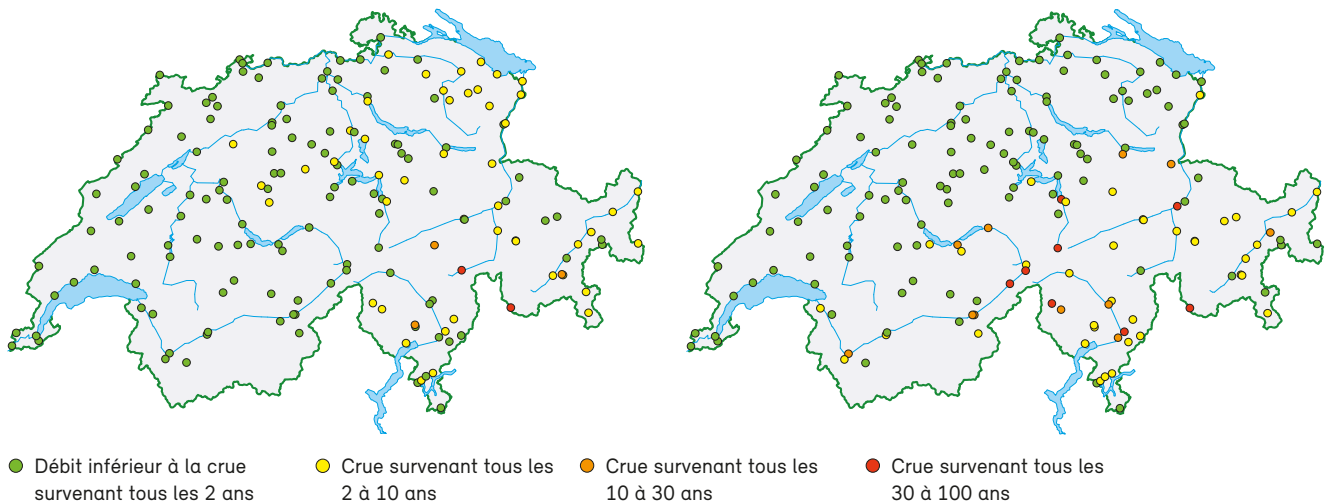 Débit inférieur à la crue
survenant tous les 2 ans
Crue survenant tous les
2 à 10 ans
Crue survenant tous les
10 à 30 ans
Crue survenant tous les
30 à 100 ans